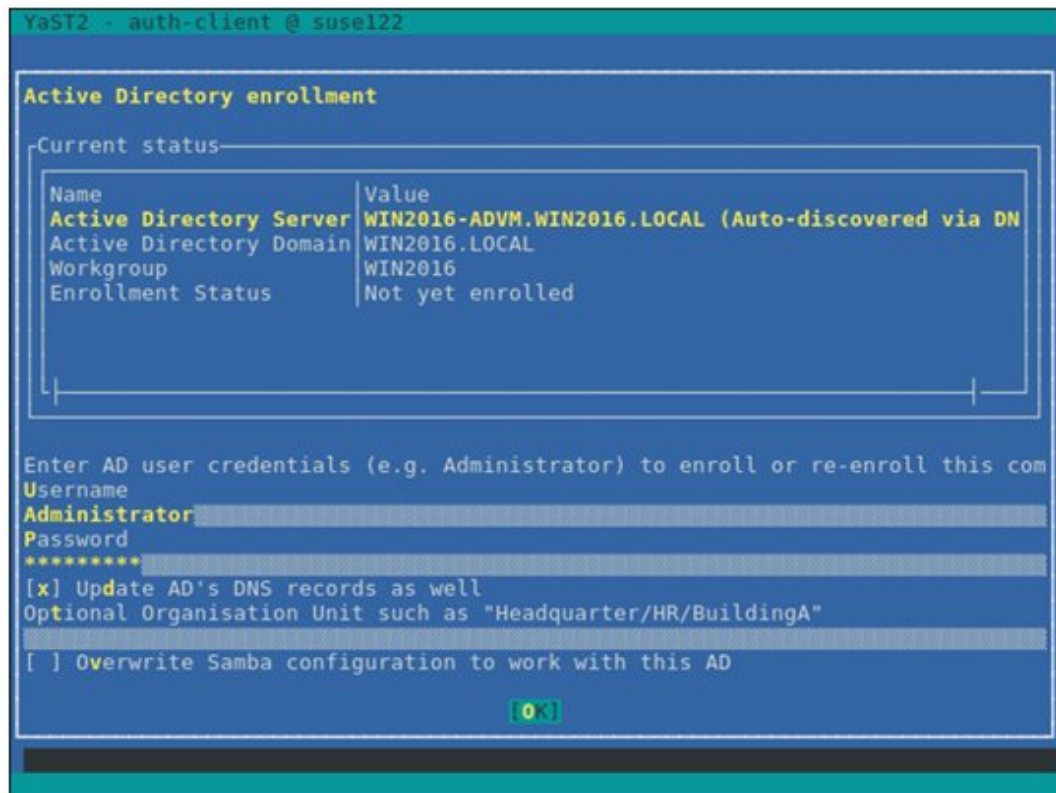 YaST2 - auth-client @ suse122
Active Directory enrollment
Current status
Name Value
Active Directory Server WIN2016-ADVM.WIN2016.LOCAL (Auto-discovered via DN
Active Directory Domain WIN2016.LOCAL
Workgroup WIN2016
Enrollment Status Not yet enrolled
Enter AD user credentials (e.g. Administrator) to enroll or re-enroll this com
Username
Administrator
Password
*********
[x] Update AD's DNS records as well
Optional Organisation Unit such as "Headquarter/HR/BuildingA"
[ ] Overwrite Samba configuration to work with this AD
[OK]